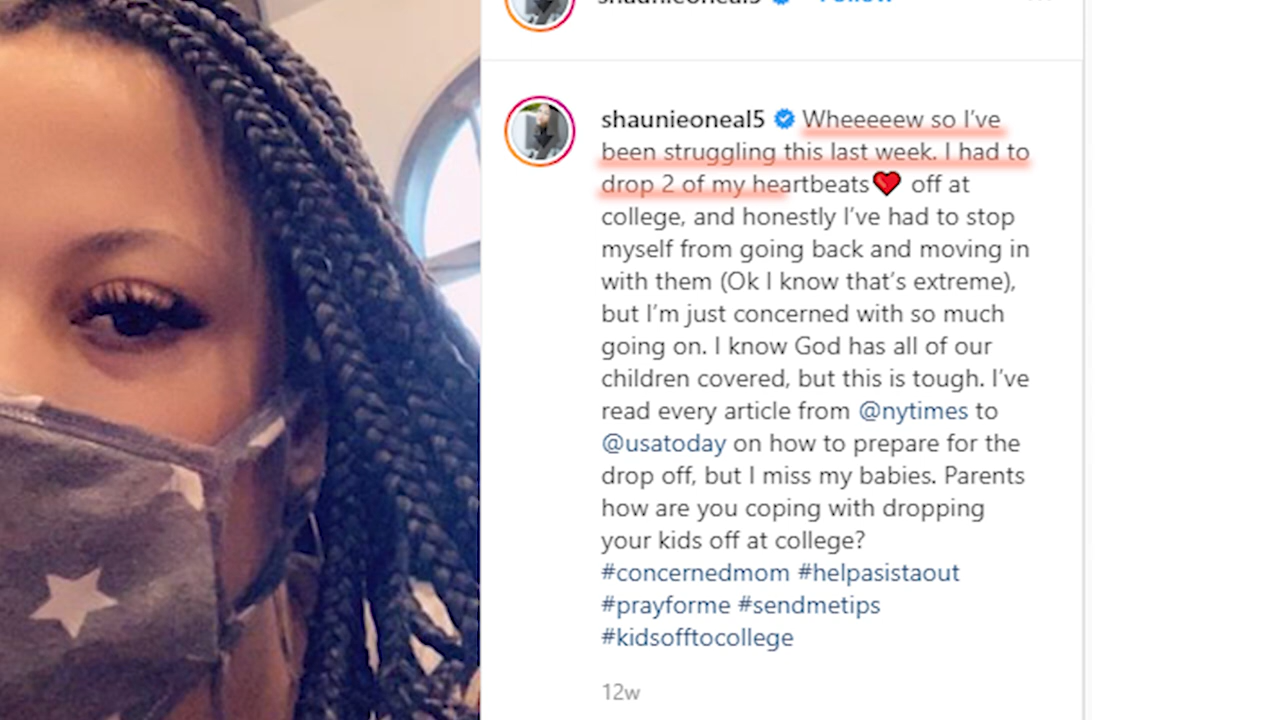 shaunieoneal5 Follow
shaunieoneal5 Wheeeeew so I've
been struggling this last week. I had to
drop 2 of my heartbeats❤️ off at
college, and honestly I've had to stop
myself from going back and moving in
with them (Ok I know that's extreme),
but I'm just concerned with so much
going on. I know God has all of our
children covered, but this is tough. I've
read every article from @nytimes to
@usatoday on how to prepare for the
drop off, but I miss my babies. Parents
how are you coping with dropping
your kids off at college?
#concernedmom #helpasistaout
#prayforme #sendmetips
#kidsofftocollege
12w